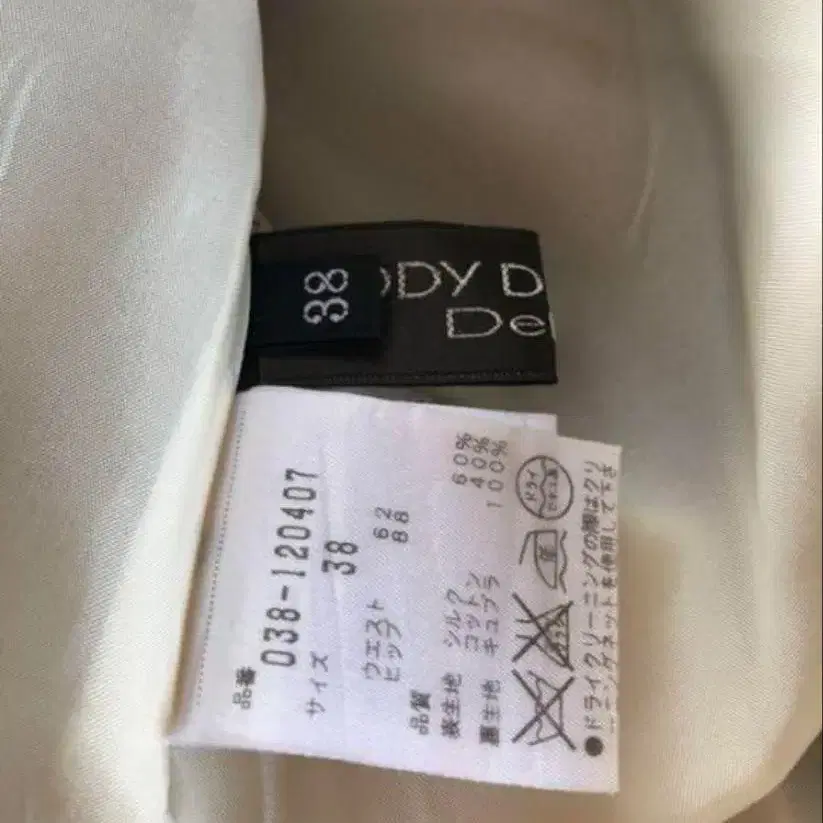 38
DDY D
De
品番
038-120407
サイズ 38
ウエスト 62
ヒップ 88
品質
表生地 シルク 60%
コットン 40%
裏生地 キュプラ 100%
ドライ
●ドライクリーニングの際はクリ
ーニングネットを使用して下さ